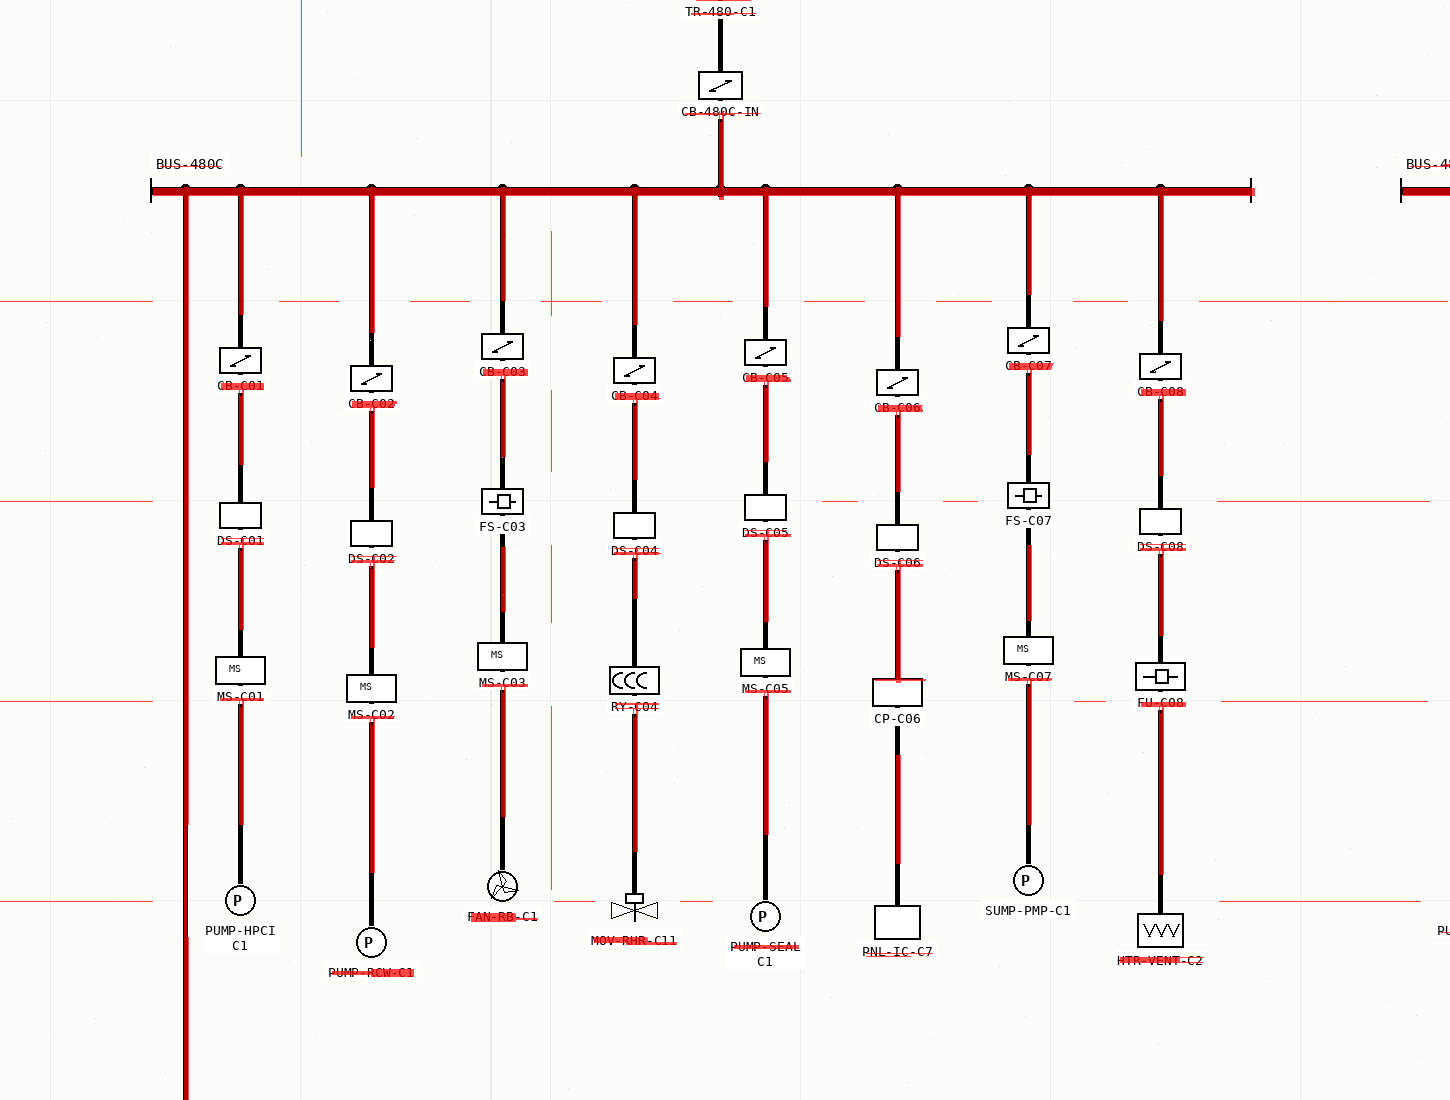 TR-480-C1
CB-480C-IN
BUS-480C
CB-C01
CB-C02
CB-C03
CB-C04
CB-C05
CB-C06
CB-C07
CB-C08
DS-C01
DS-C02
FS-C03
DS-C04
DS-C05
DS-C06
FS-C07
DS-C08
MS
MS-C01
MS
MS-C02
MS
MS-C03
RY-C04
MS
MS-C05
CP-C06
MS
MS-C07
FU-C08
P
PUMP-HPCI
C1
P
PUMP-RCW-C1
FAN-RB-C1
MOV-RHR-C11
P
PUMP-SEAL
C1
PNL-IC-C7
P
SUMP-PMP-C1
HTR-VENT-C2